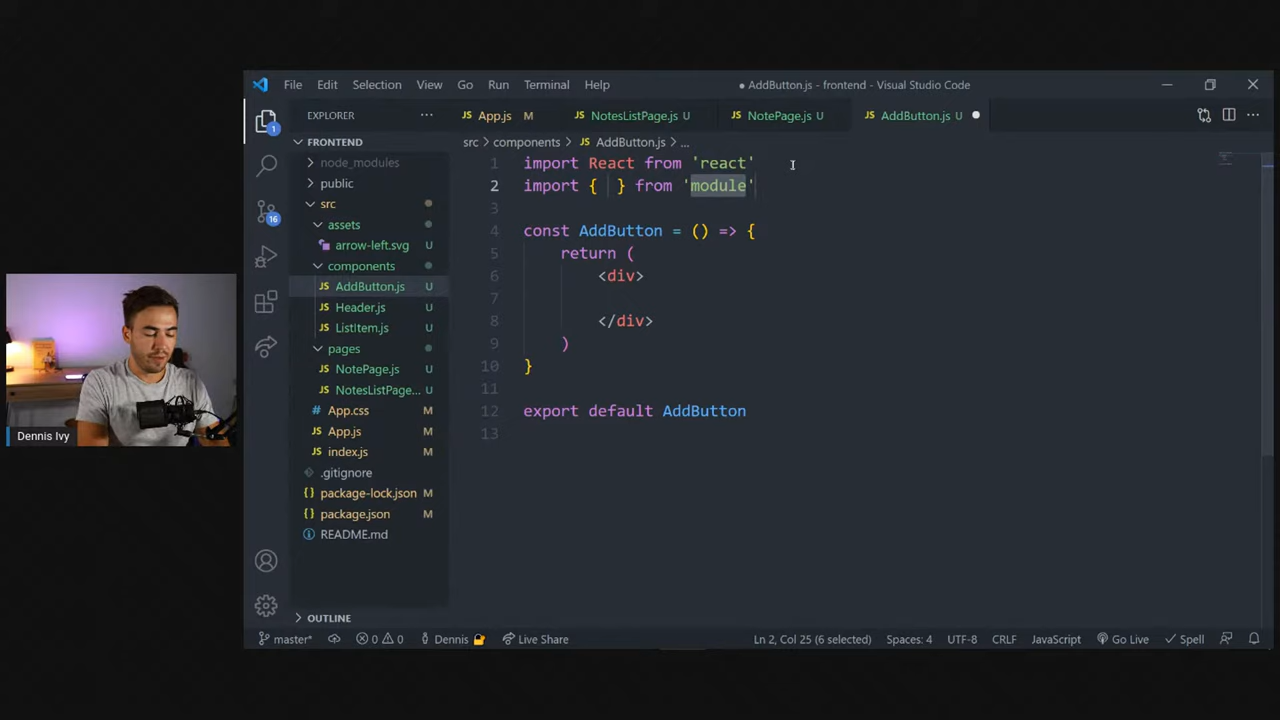 File Edit Selection View Go Run Terminal Help
● AddButton.js - frontend - Visual Studio Code
EXPLORER ···
JS App.js M
JS NotesListPage.js U
JS NotePage.js U
JS AddButton.js U ●
src > components > JS AddButton.js > ...
FRONTEND
node_modules
public
src
assets
arrow-left.svg U
components
JS AddButton.js U
JS Header.js U
JS ListItem.js U
pages
JS NotePage.js U
JS NotesListPage... U
# App.css M
JS App.js M
JS index.js M
.gitignore
{} package-lock.json M
{} package.json M
README.md
OUTLINE
1 import React from 'react'
2 import { } from 'module'
3
4 const AddButton = () => {
5 return (
6 <div>
7
8 </div>
9 )
10 }
11
12 export default AddButton
13
1
16
Dennis Ivy
master* 0 0 Dennis Live Share
Ln 2, Col 25 (6 selected) Spaces: 4 UTF-8 CRLF JavaScript Go Live Spell